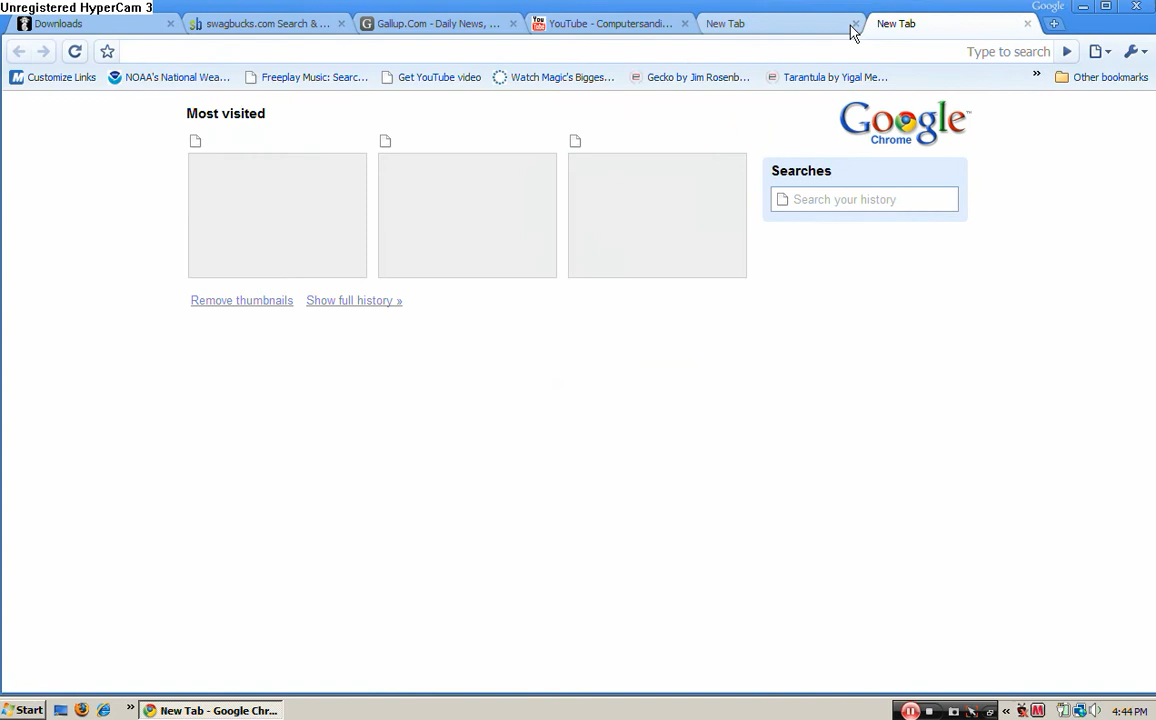 Unregistered HyperCam 3
Google
Downloads
swagbucks.com Search & ...
Gallup.Com - Daily News, ...
YouTube - Computersandi...
New Tab
New Tab
Type to search
Customize Links
NOAA's National Wea...
Freeplay Music: Searc...
Get YouTube video
Watch Magic's Bigges...
Gecko by Jim Rosenb...
Tarantula by Yigal Me...
»
Other bookmarks
Most visited
Google™
Chrome
Searches
Search your history
Remove thumbnails
Show full history »
Start
»
New Tab - Google Chr...
«
4:44 PM